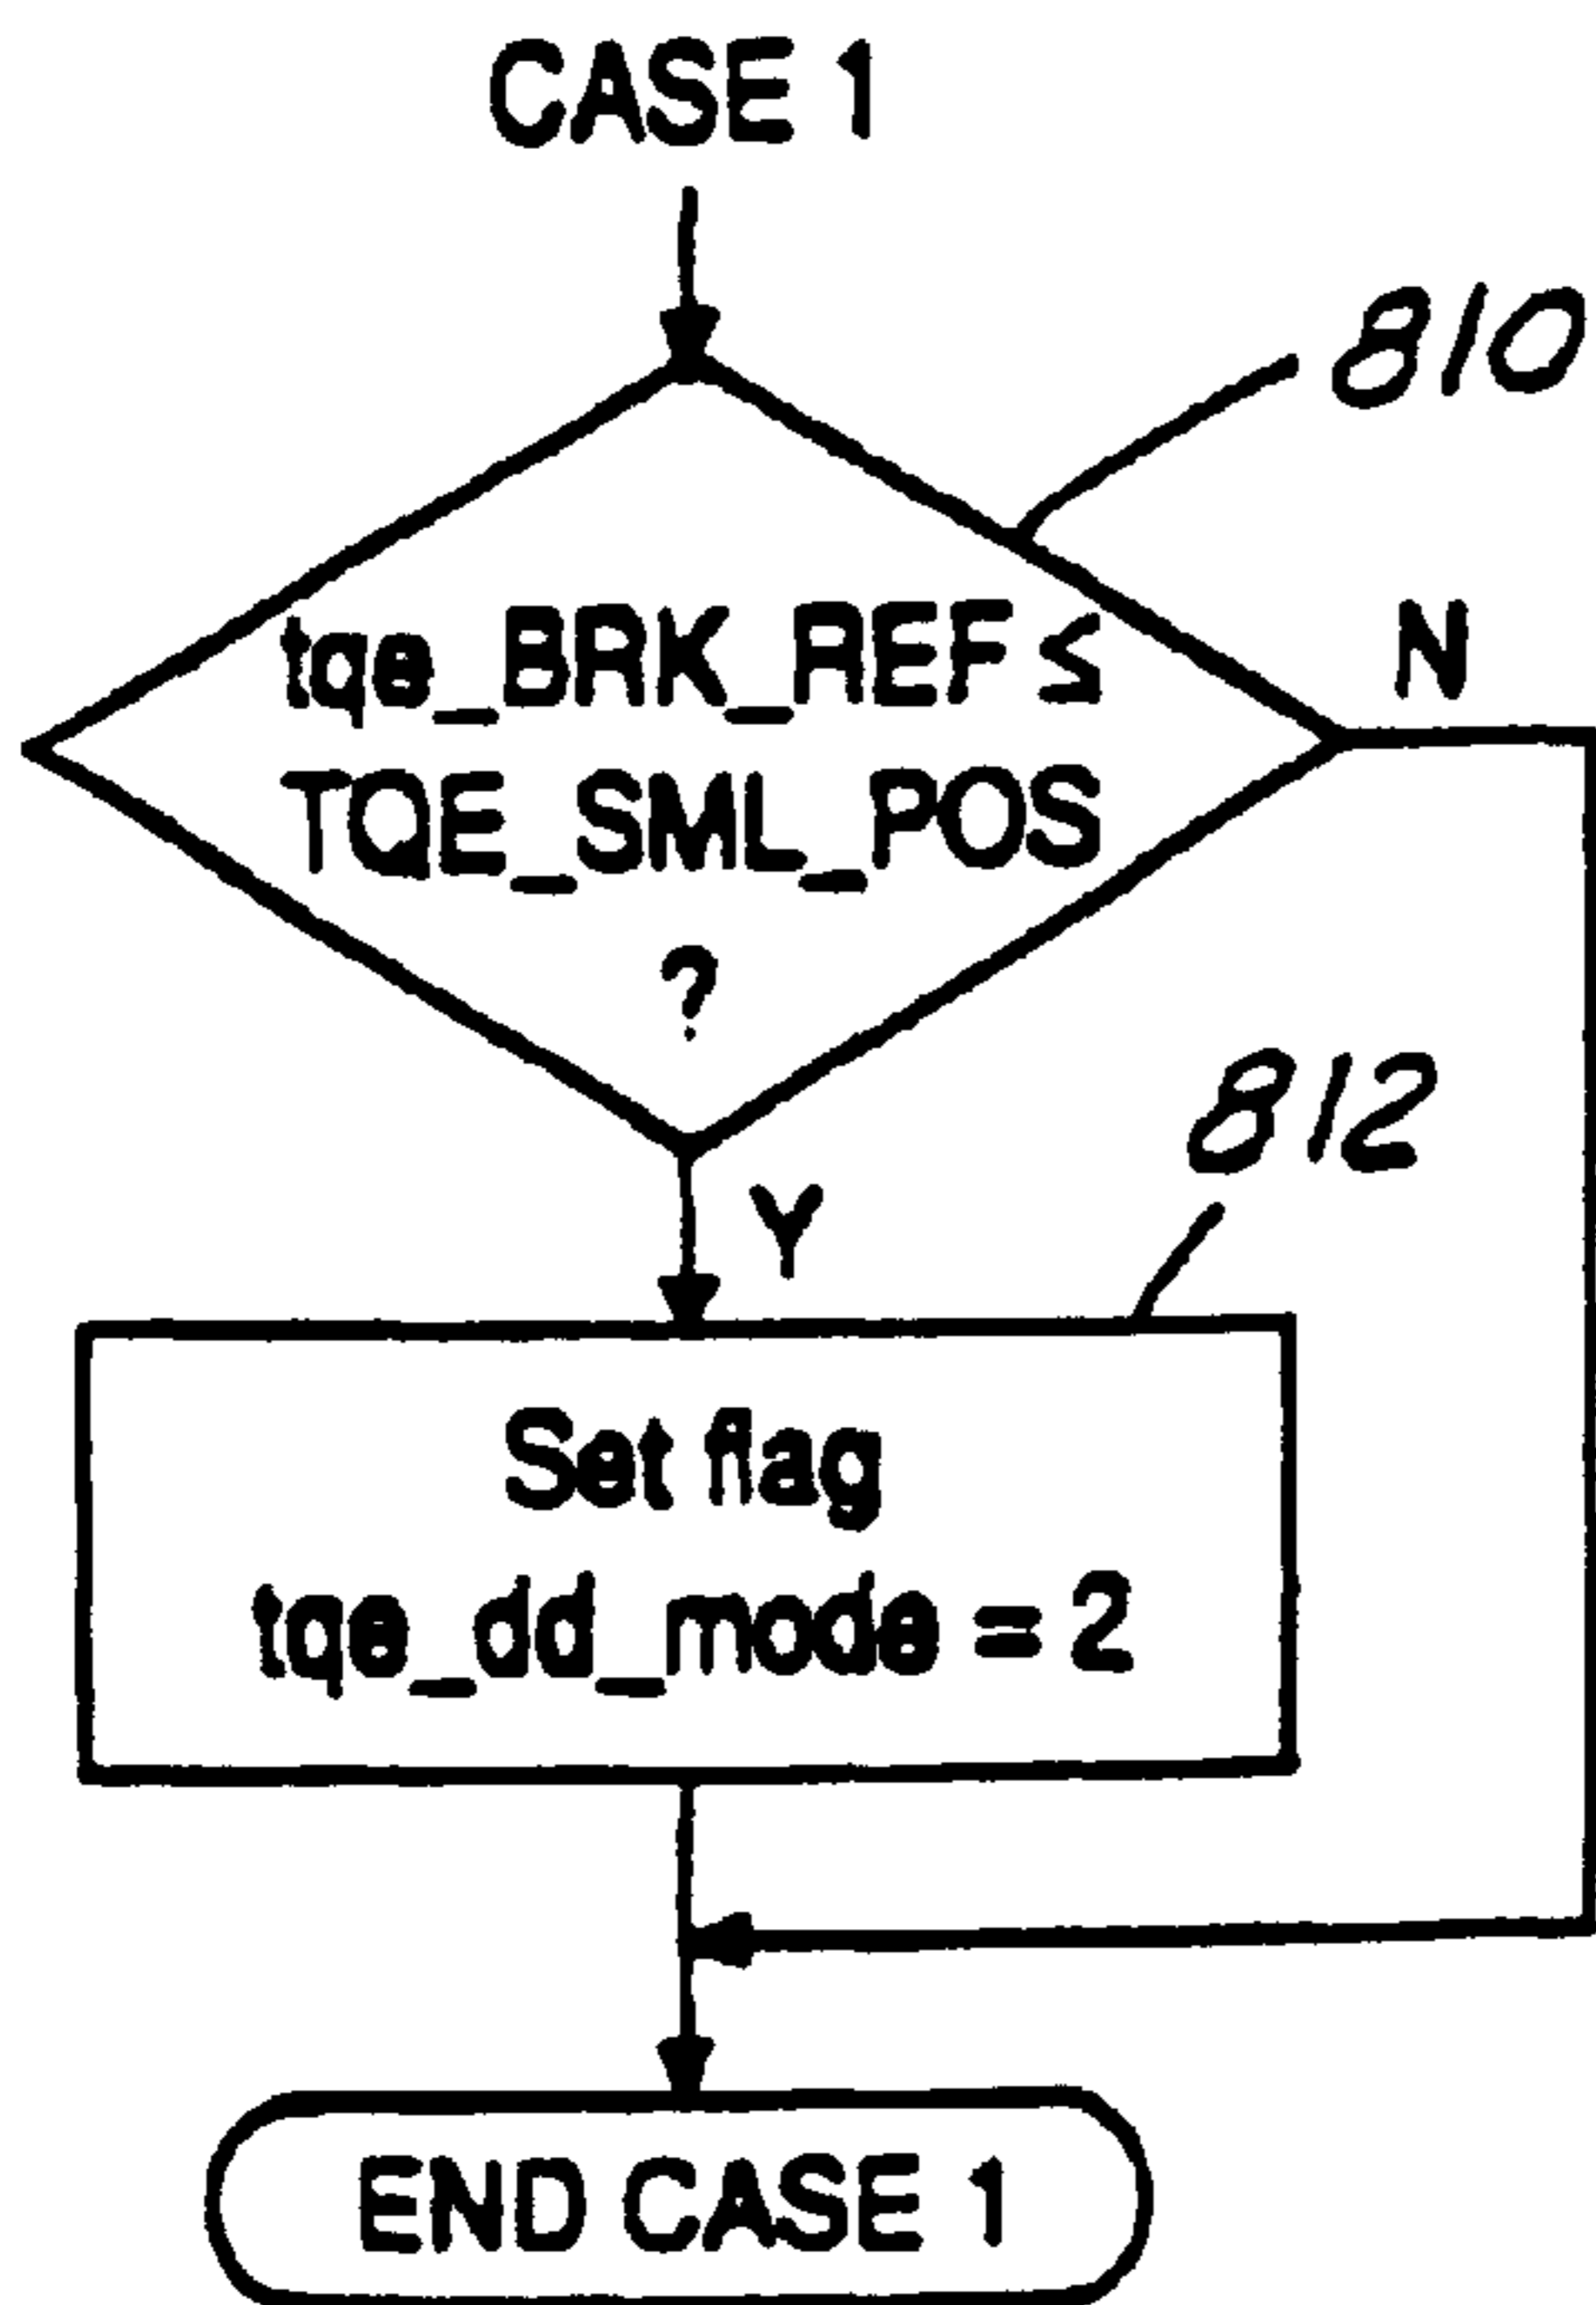 CASE 1
810
tqe_BRK_REF ≤
N
TQE_SML_POS
?
812
Y
Set flag
tqe_dd_mode = 2
END CASE 1